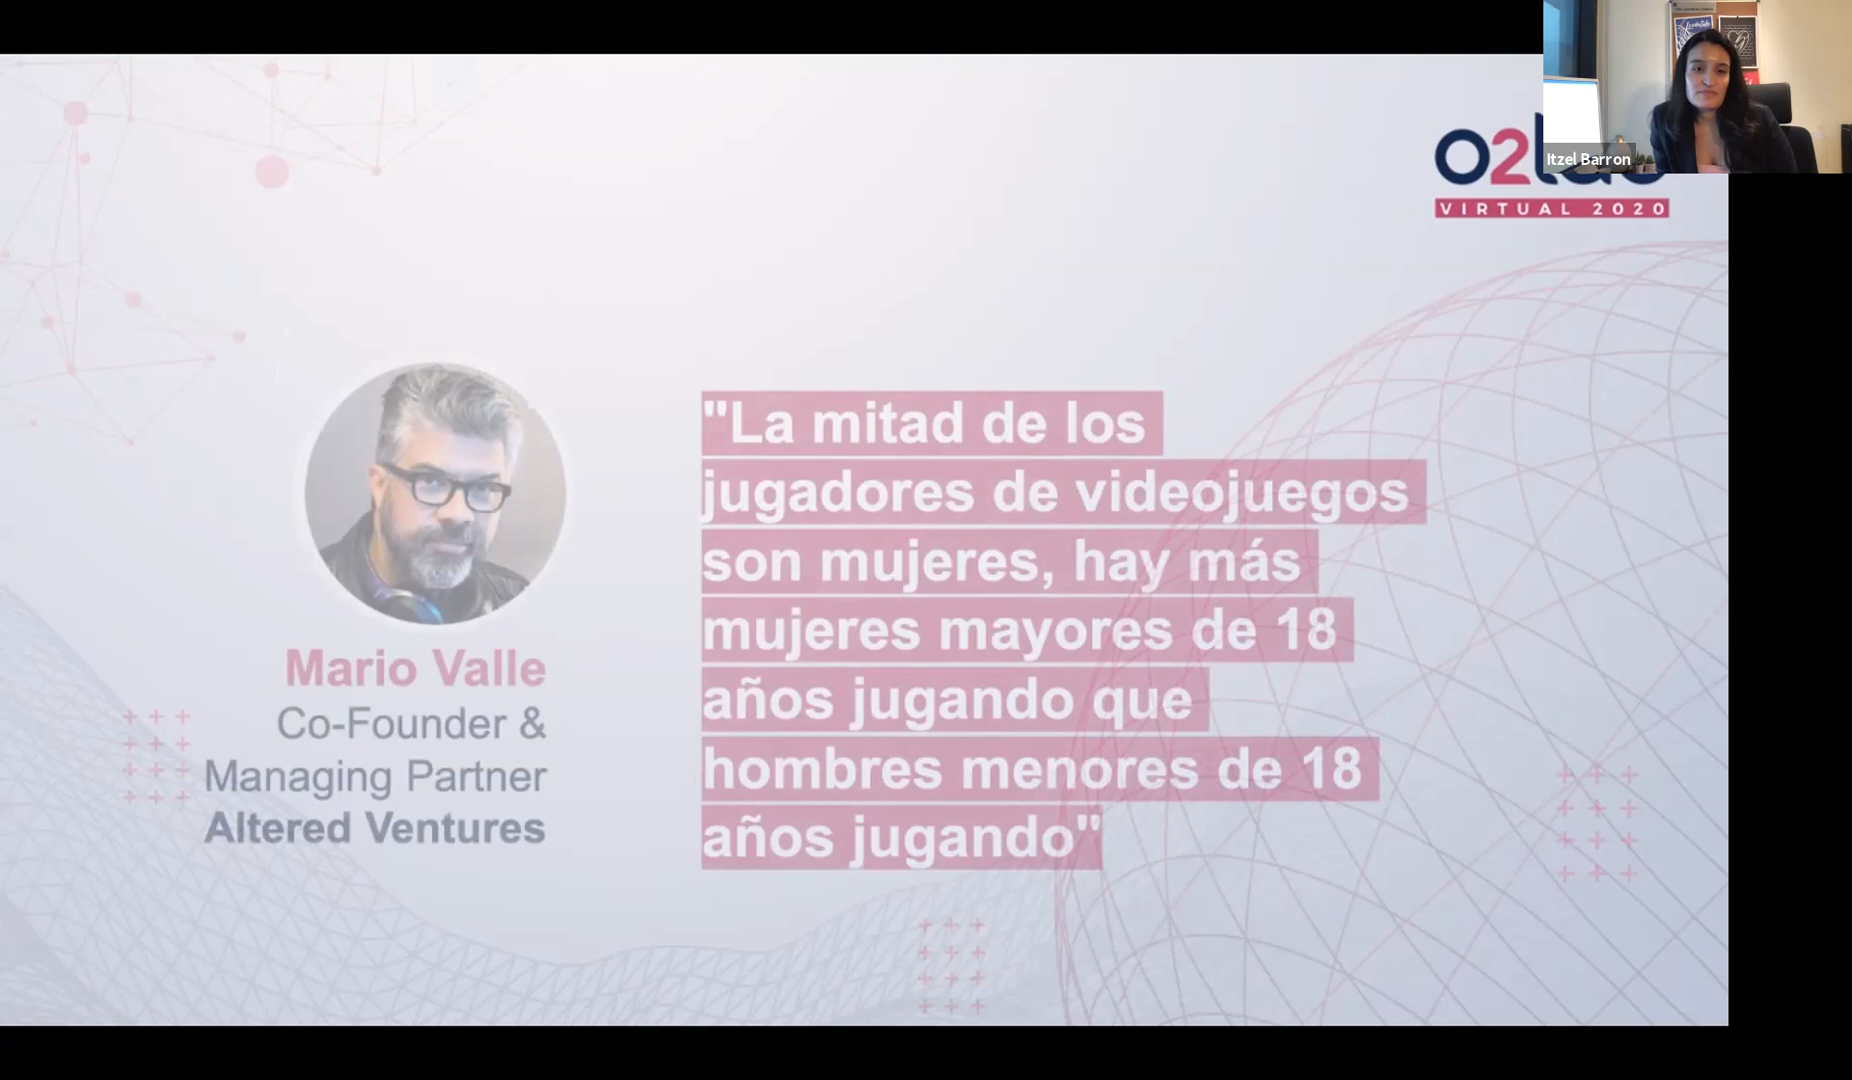 Itzel Barron
VIRTUAL 2020
"La mitad de los
jugadores de videojuegos
son mujeres, hay más
mujeres mayores de 18
años jugando que
hombres menores de 18
años jugando"
Mario Valle
Co-Founder &
Managing Partner
Altered Ventures